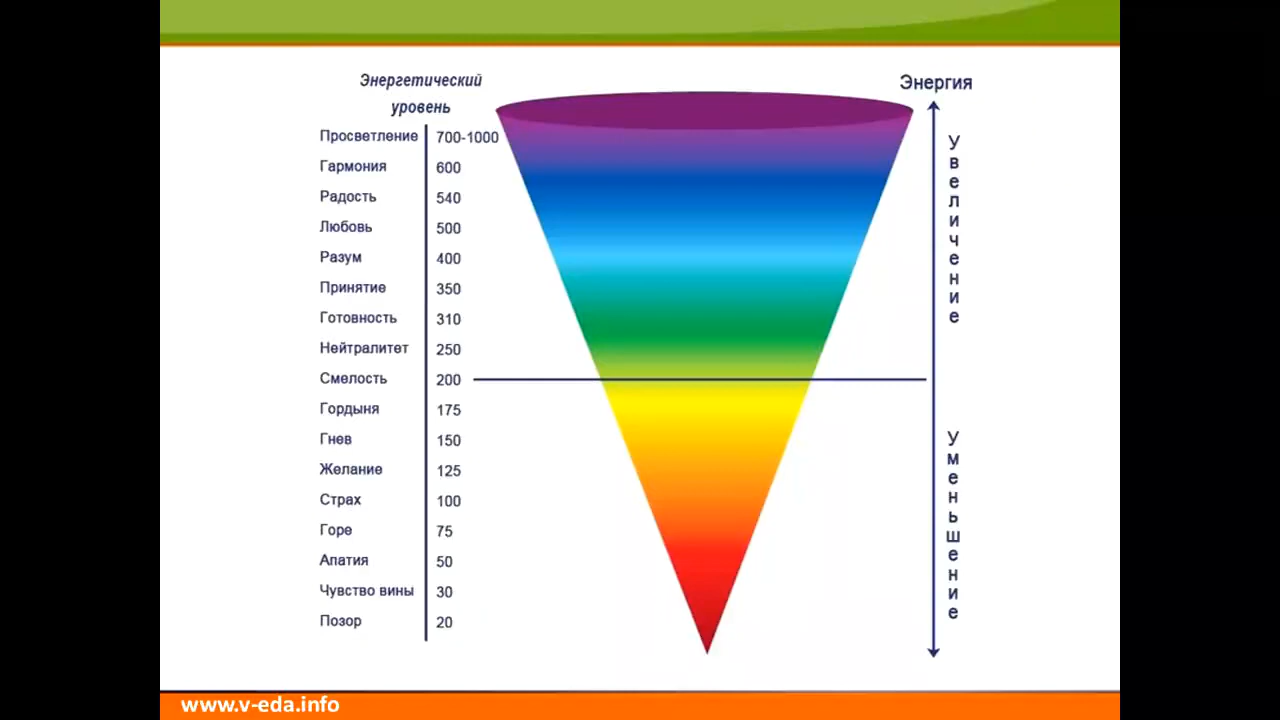 Энергетический
уровень
Энергия
Просветление 700-1000
Гармония 600
Радость 540
Любовь 500
Разум 400
Принятие 350
Готовность 310
Нейтралитет 250
Смелость 200
Гордыня 175
Гнев 150
Желание 125
Страх 100
Горе 75
Апатия 50
Чувство вины 30
Позор 20
Увеличение
Уменьшение
www.v-eda.info